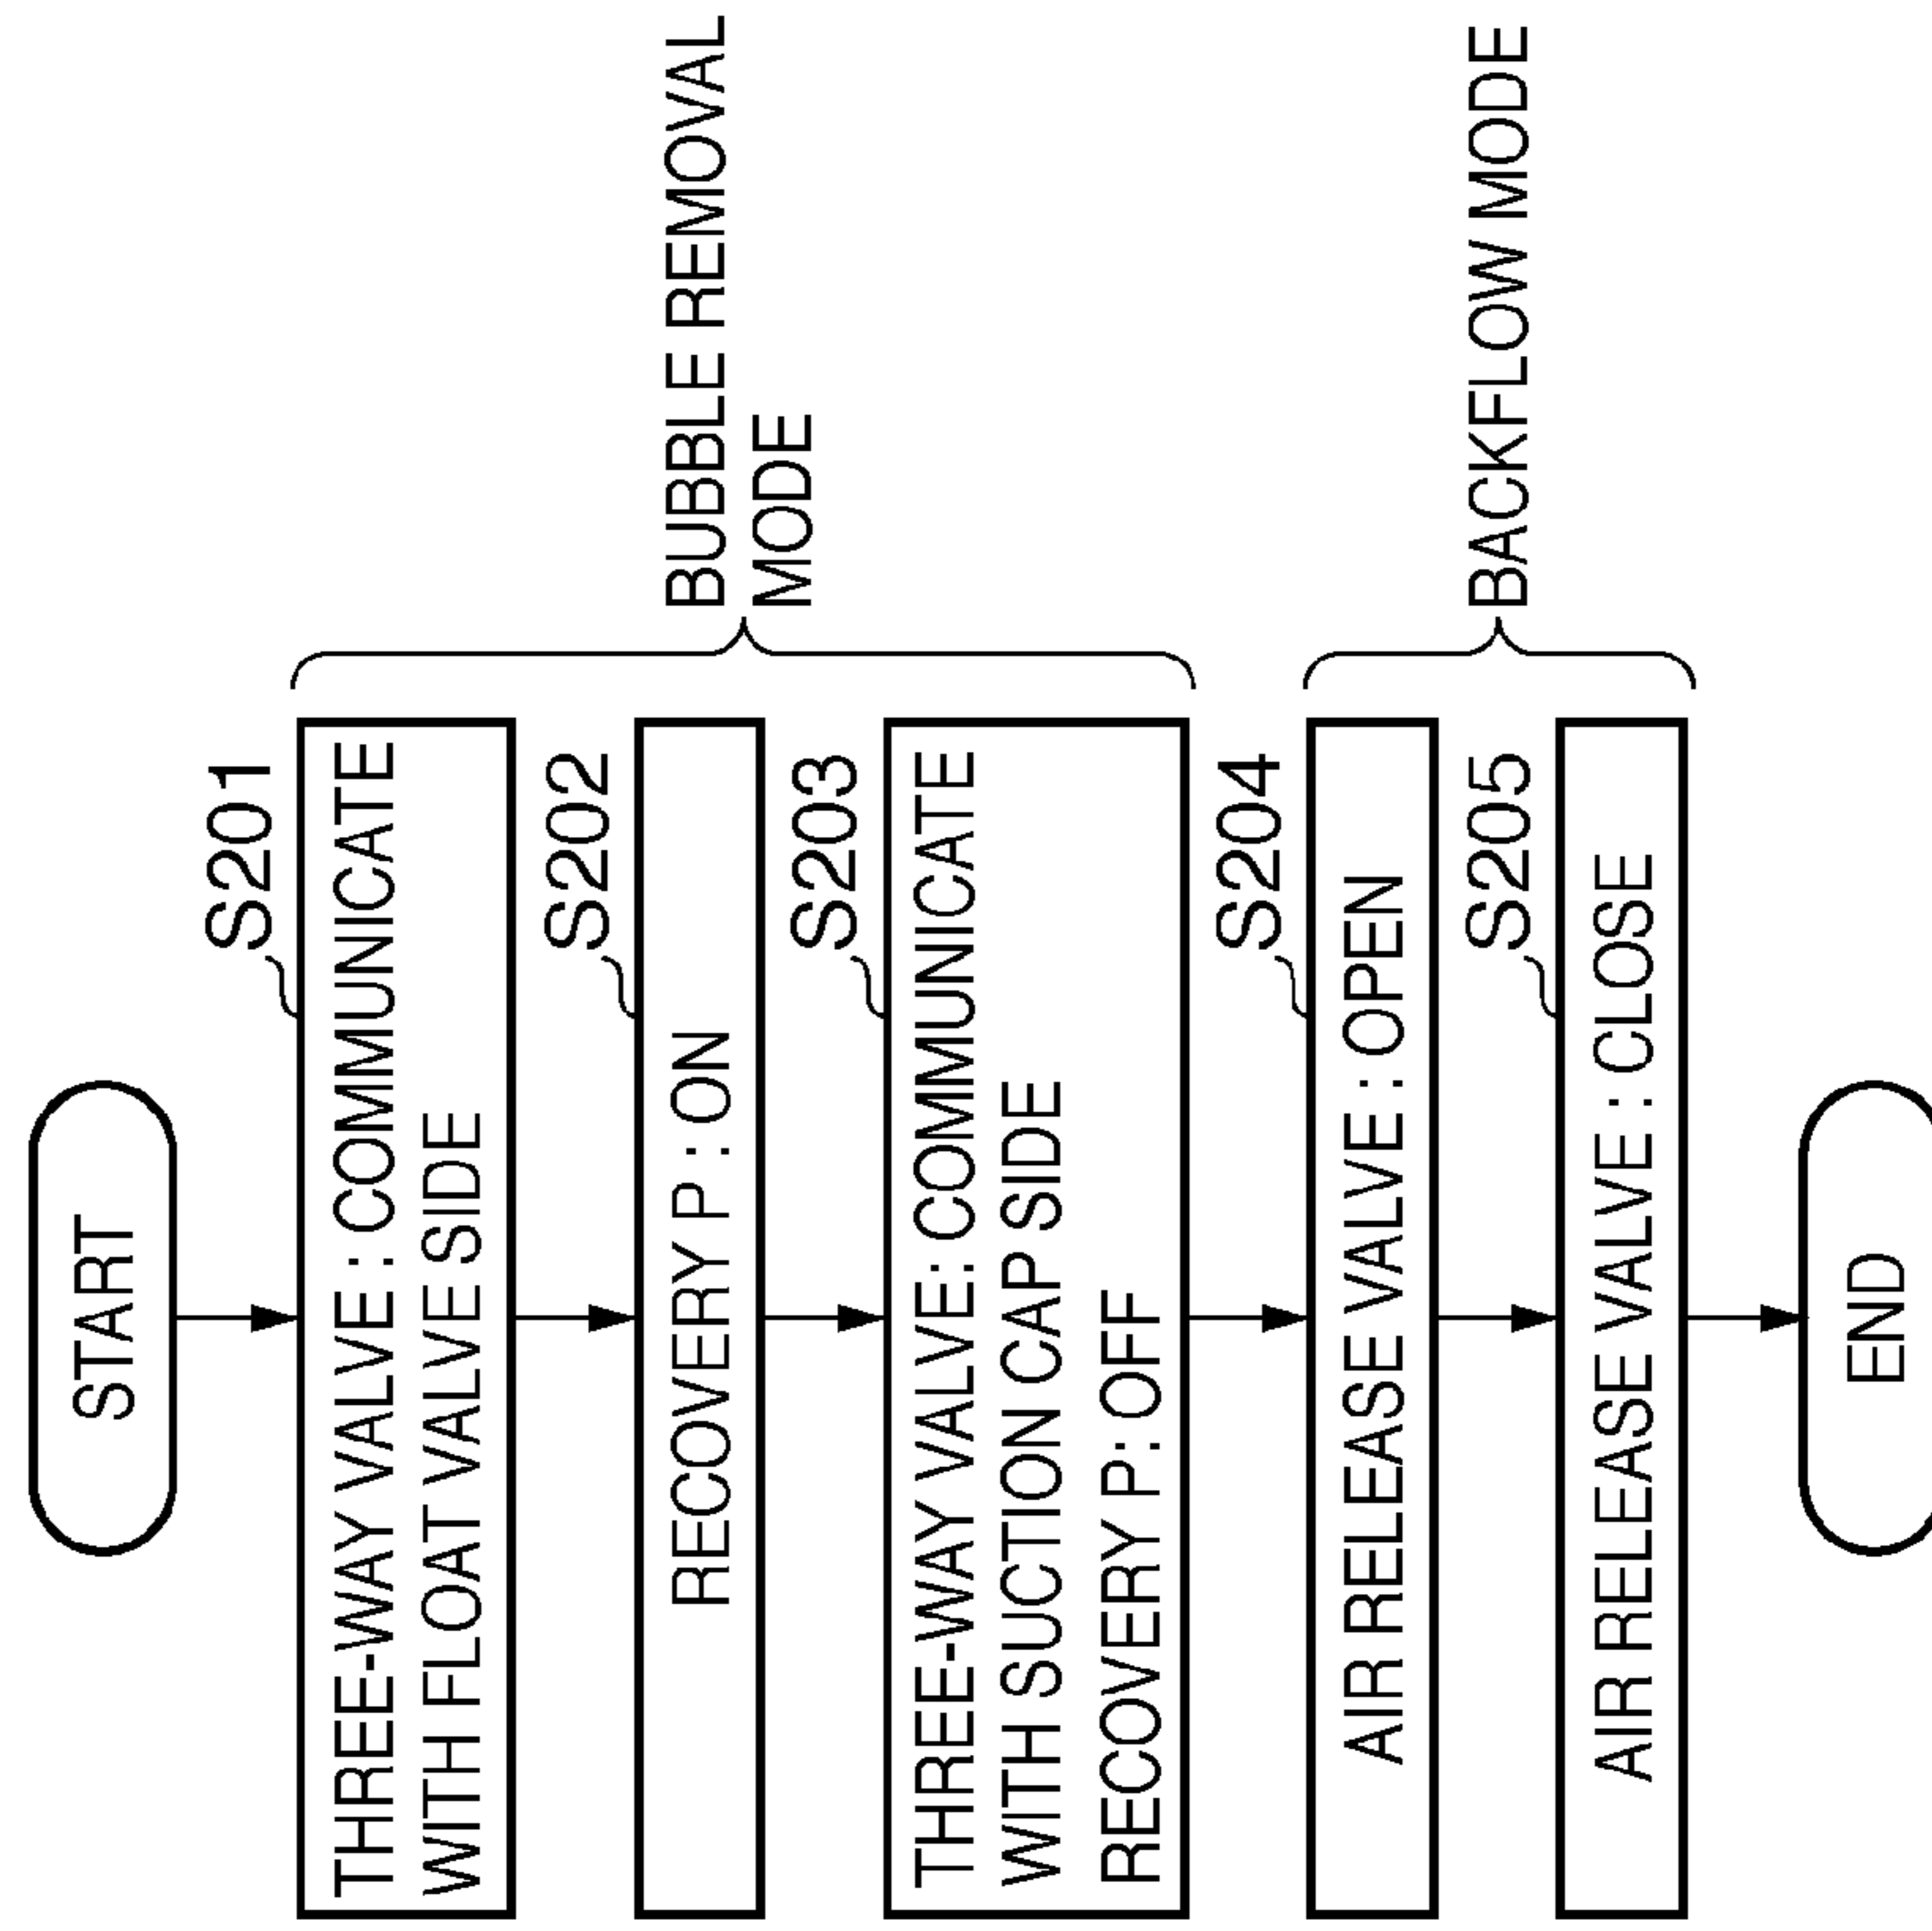 START
S201
THREE-WAY VALVE : COMMUNICATE
WITH FLOAT VALVE SIDE
S202
RECOVERY P : ON
BUBBLE REMOVAL
MODE
S203
THREE-WAY VALVE: COMMUNICATE
WITH SUCTION CAP SIDE
RECOVERY P: OFF
S204
AIR RELEASE VALVE : OPEN
BACKFLOW MODE
S205
AIR RELEASE VALVE : CLOSE
END